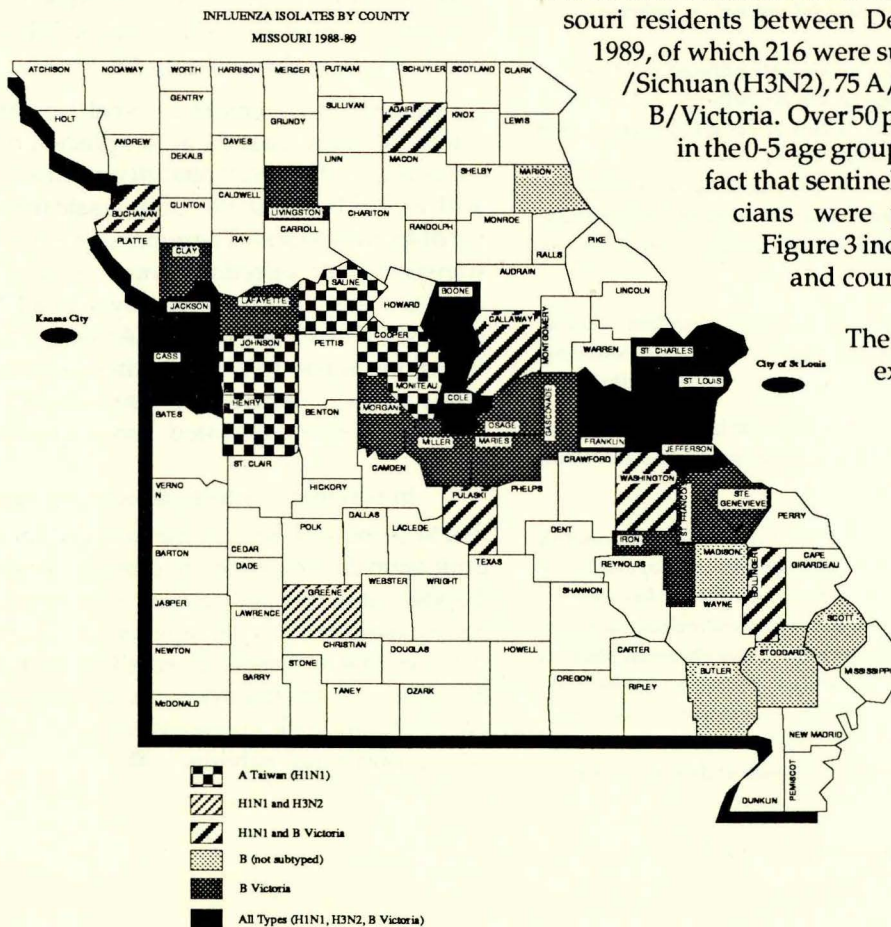 INFLUENZA ISOLATES BY COUNTY
MISSOURI 1988-89
souri residents between De
1989, of which 216 were su
/Sichuan (H3N2), 75 A/
B/Victoria. Over 50 p
in the 0-5 age group
fact that sentinel
cians were
Figure 3 inc
and coun
The
ex
ATCHISON
NODAWAY
WORTH
HARRISON
MERCER
PUTNAM
SCHUYLER
SCOTLAND
CLARK
HOLT
GENTRY
SULLIVAN
ADAIR
KNOX
LEWIS
ANDREW
DAVIES
GRUNDY
DEKALB
LINN
MACON
SHELBY
MARION
BUCHANAN
CLINTON
CALDWELL
LIVINGSTON
CHARITON
RANDOLPH
MONROE
RALLS
PLATTE
CLAY
RAY
CARROLL
AUDRAIN
PIKE
Kansas City
JACKSON
LAFAYETTE
SALINE
HOWARD
BOONE
CALLAWAY
MONTGOMERY
LINCOLN
WARREN
ST CHARLES
CASS
JOHNSON
PETTIS
COOPER
MONITEAU
COLE
OSAGE
GASCONADE
FRANKLIN
ST LOUIS
City of St Louis
JEFFERSON
BATES
HENRY
BENTON
MORGAN
MILLER
MARIES
CRAWFORD
WASHINGTON
ST FRANCO
STE
GENEVIEVE
ST CLAIR
CAMDEN
PULASKI
PHELPS
PERRY
VERNO
N
HICKORY
DALLAS
LACLEDE
DENT
IRON
MADISON
BOLLINGER
CAPE
GIRARDEAU
BARTON
CEDAR
POLK
TEXAS
REYNOLDS
WAYNE
DADE
GREENE
WEBSTER
WRIGHT
SHANNON
SCOTT
JASPER
LAWRENCE
CHRISTIAN
DOUGLAS
HOWELL
CARTER
BUTLER
STODDARD
MISSISSIPPI
NEWTON
STONE
BARRY
TANEY
OZARK
OREGON
RIPLEY
McDONALD
NEW MADRID
DUNKLIN
PEMISCOT
A Taiwan (H1N1)
H1N1 and H3N2
H1N1 and B Victoria
B (not subtyped)
B Victoria
All Types (H1N1, H3N2, B Victoria)